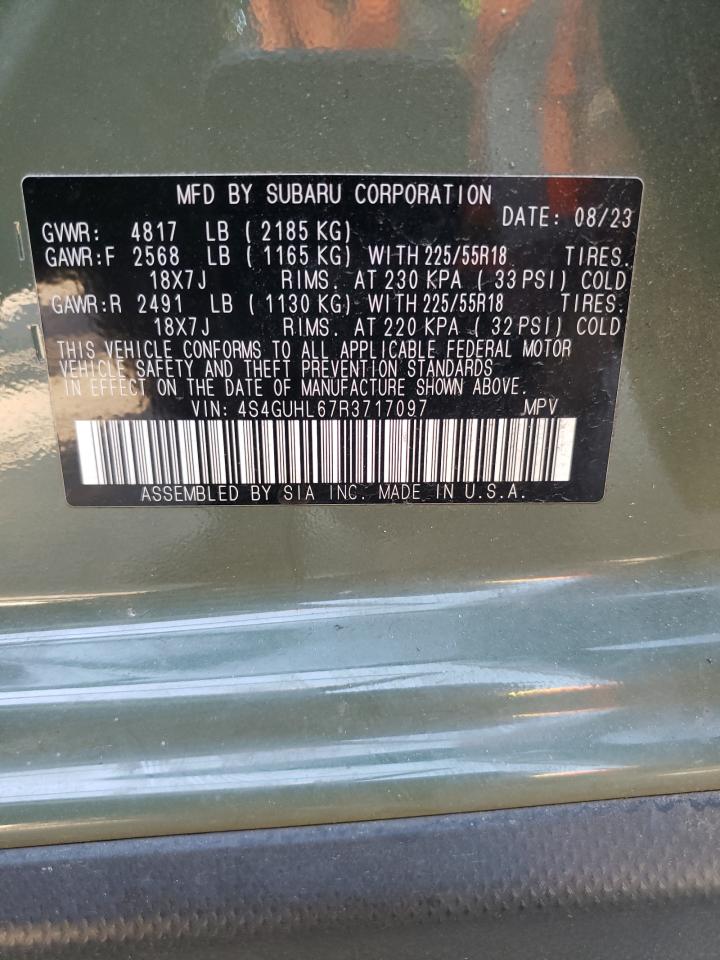 MFD BY SUBARU CORPORATION
DATE: 08/23
GVWR: 4817 LB ( 2185 KG)
GAWR:F 2568 LB ( 1165 KG) WITH 225/55R18 TIRES.
18X7J RIMS. AT 230 KPA ( 33 PSI) COLD
GAWR:R 2491 LB ( 1130 KG) WITH 225/55R18 TIRES.
18X7J RIMS. AT 220 KPA ( 32 PSI) COLD
THIS VEHICLE CONFORMS TO ALL APPLICABLE FEDERAL MOTOR
VEHICLE SAFETY AND THEFT PREVENTION STANDARDS
IN EFFECT ON THE DATE OF MANUFACTURE SHOWN ABOVE.
VIN: 4S4GUHL67R3717097 MPV
ASSEMBLED BY SIA INC. MADE IN U.S.A.